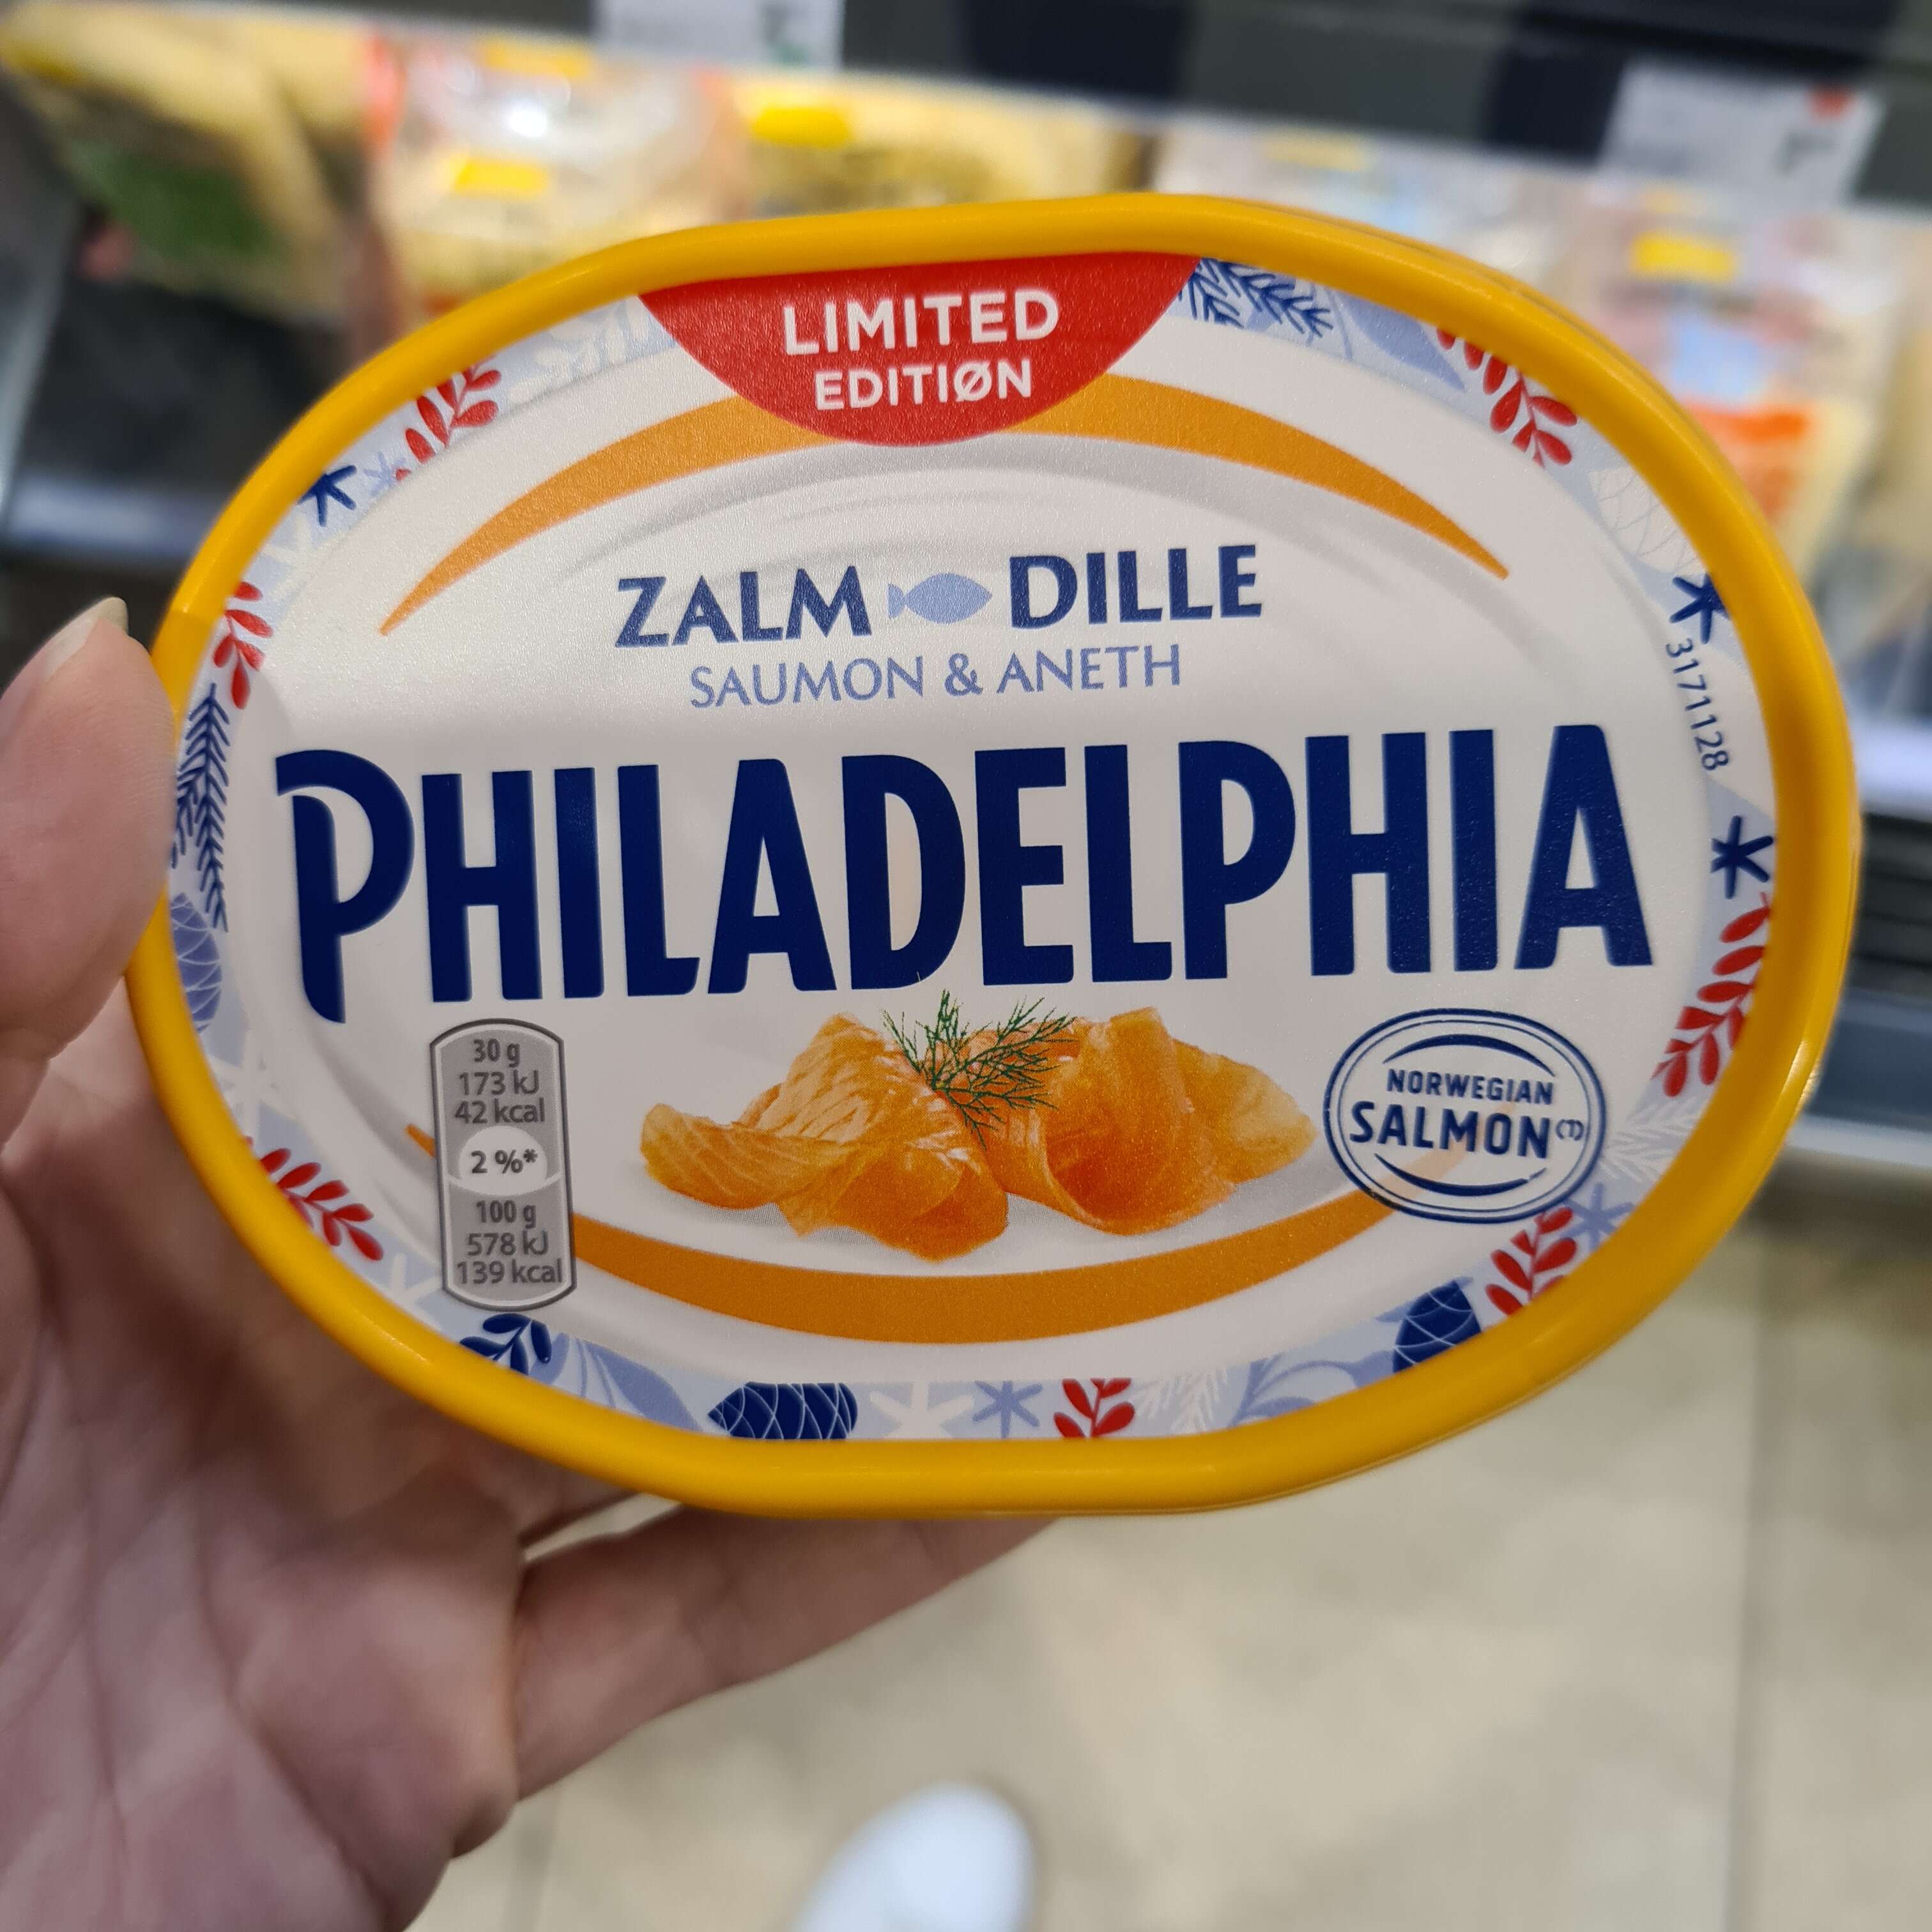 LIMITED
EDITIØN
ZALM DILLE
SAUMON & ANETH
PHILADELPHIA
3171128
30 g
173 kJ
42 kcal
2 %*
100 g
578 kJ
139 kcal
NORWEGIAN
SALMON(1)